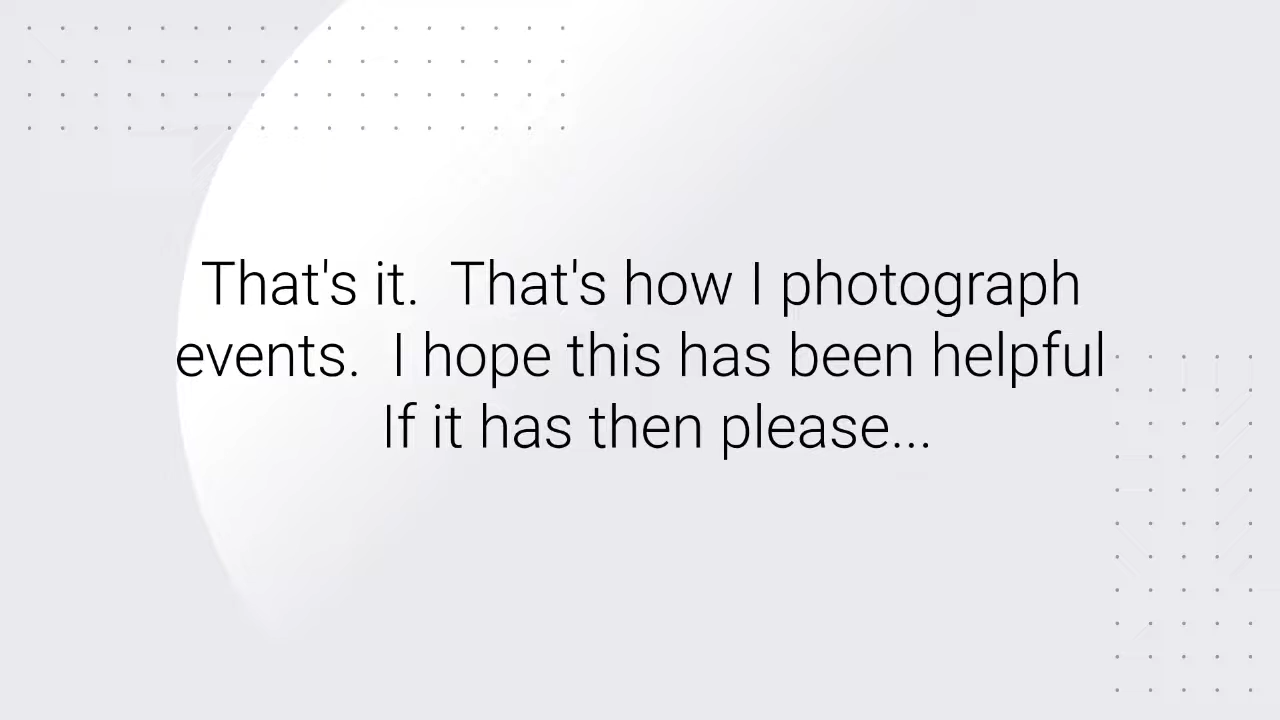 That's it.  That's how I photograph
events.  I hope this has been helpful
If it has then please...